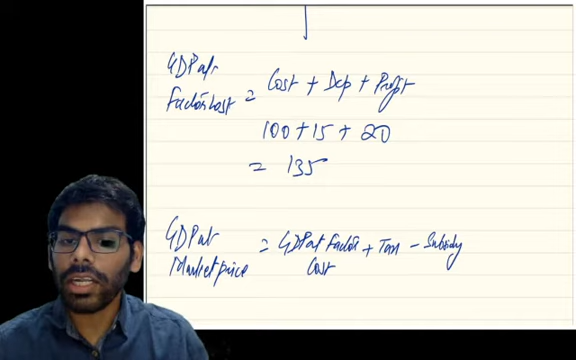 GDP at
Factor Cost = Cost + Dep + Profit
100 + 15 + 20
= 135
GDP at = GDP at Factor + Tax - Subsidy
Market price Cost